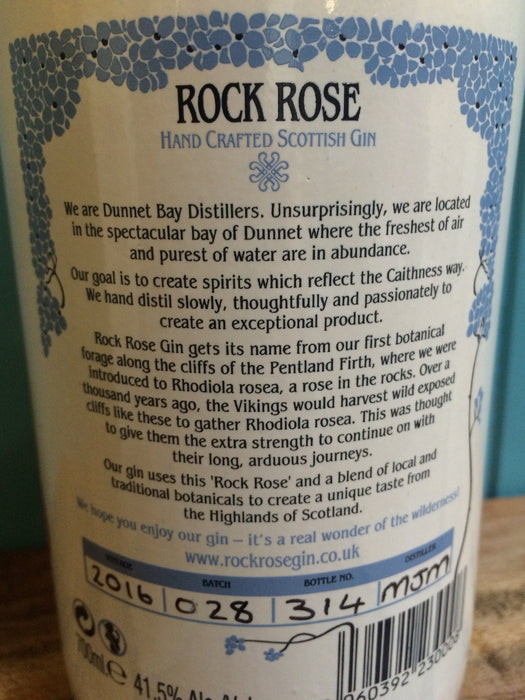 ROCK ROSE
HAND CRAFTED SCOTTISH GIN
We are Dunnet Bay Distillers. Unsurprisingly, we are located
in the spectacular bay of Dunnet where the freshest of air
and purest of water are in abundance.
Our goal is to create spirits which reflect the Caithness way.
We hand distil slowly, thoughtfully and passionately to
create an exceptional product.
Rock Rose Gin gets its name from our first botanical
forage along the cliffs of the Pentland Firth, where we were
introduced to Rhodiola rosea, a rose in the rocks. Over a
thousand years ago, the Vikings would harvest wild exposed
cliffs like these to gather Rhodiola rosea. This was thought
to give them the extra strength to continue on with
their long, arduous journeys.
Our gin uses this 'Rock Rose' and a blend of local and
traditional botanicals to create a unique taste from
the Highlands of Scotland.
We hope you enjoy our gin – it's a real wonder of the wilderness!
www.rockrosegin.co.uk
BATCH BOTTLE NO. DISTILLER
2016 028 314 MJM
700ml e 41.5%
060392 23000